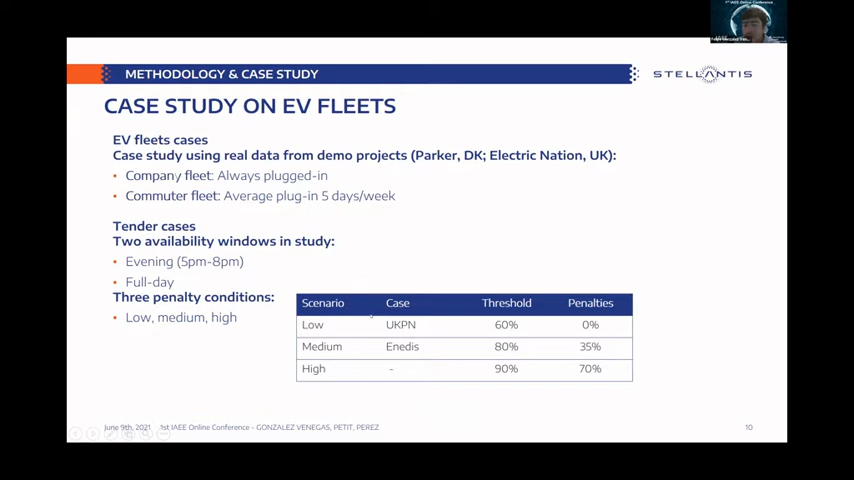 1st IAEE Online Conference
METHODOLOGY & CASE STUDY
STELLANTIS
CASE STUDY ON EV FLEETS
EV fleets cases
Case study using real data from demo projects (Parker, DK; Electric Nation, UK):
• Company fleet: Always plugged-in
• Commuter fleet: Average plug-in 5 days/week
Tender cases
Two availability windows in study:
• Evening (5pm-8pm)
• Full-day
Three penalty conditions:
• Low, medium, high
Scenario Case Threshold Penalties
Low UKPN 60% 0%
Medium Enedis 80% 35%
High - 90% 70%
June 9th, 2021 1st IAEE Online Conference – GONZALEZ VENEGAS, PETIT, PEREZ 10